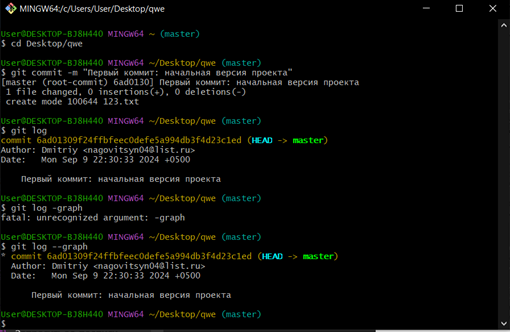 MINGW64:/c/Users/User/Desktop/qwe
User@DESKTOP-BJ8H440 MINGW64 ~ (master)
$ cd Desktop/qwe
User@DESKTOP-BJ8H440 MINGW64 ~/Desktop/qwe (master)
$ git commit -m "Первый коммит: начальная версия проекта"
[master (root-commit) 6ad0130] Первый коммит: начальная версия проекта
1 file changed, 0 insertions(+), 0 deletions(-)
create mode 100644 123.txt
User@DESKTOP-BJ8H440 MINGW64 ~/Desktop/qwe (master)
$ git log
commit 6ad01309f24ffbfeec0defe5a994db3f4d23c1ed (HEAD -> master)
Author: Dmitriy <nagovitsyn04@list.ru>
Date:   Mon Sep 9 22:30:33 2024 +0500
Первый коммит: начальная версия проекта
User@DESKTOP-BJ8H440 MINGW64 ~/Desktop/qwe (master)
$ git log -graph
fatal: unrecognized argument: -graph
User@DESKTOP-BJ8H440 MINGW64 ~/Desktop/qwe (master)
$ git log --graph
* commit 6ad01309f24ffbfeec0defe5a994db3f4d23c1ed (HEAD -> master)
Author: Dmitriy <nagovitsyn04@list.ru>
Date:   Mon Sep 9 22:30:33 2024 +0500
Первый коммит: начальная версия проекта
User@DESKTOP-BJ8H440 MINGW64 ~/Desktop/qwe (master)
$